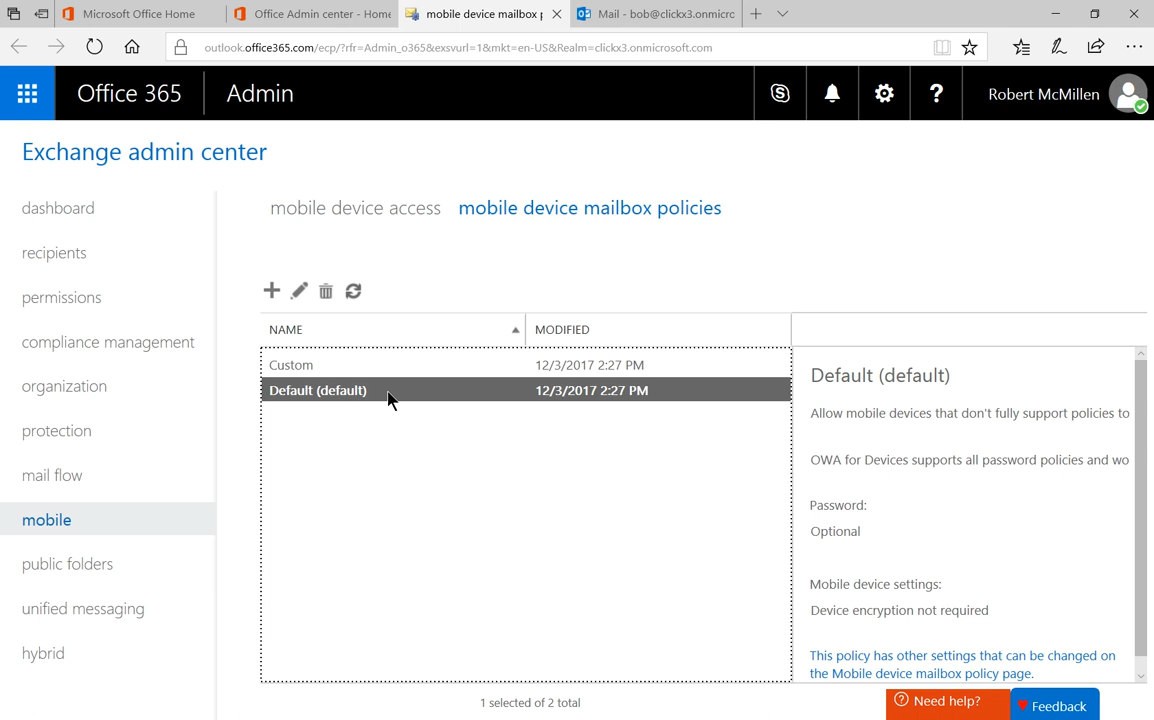 Microsoft Office Home
Office Admin center - Home
mobile device mailbox p
Mail - bob@clickx3.onmicrc
outlook.office365.com/ecp/?rfr=Admin_o365&exsvurl=1&mkt=en-US&Realm=clickx3.onmicrosoft.com
Office 365
Admin
Robert McMillen
Exchange admin center
dashboard
recipients
permissions
compliance management
organization
protection
mail flow
mobile
public folders
unified messaging
hybrid
mobile device access mobile device mailbox policies
NAME MODIFIED
Custom 12/3/2017 2:27 PM
Default (default) 12/3/2017 2:27 PM
1 selected of 2 total
Default (default)
Allow mobile devices that don't fully support policies to
OWA for Devices supports all password policies and wo
Password:
Optional
Mobile device settings:
Device encryption not required
This policy has other settings that can be changed on
the Mobile device mailbox policy page.
Need help?
Feedback